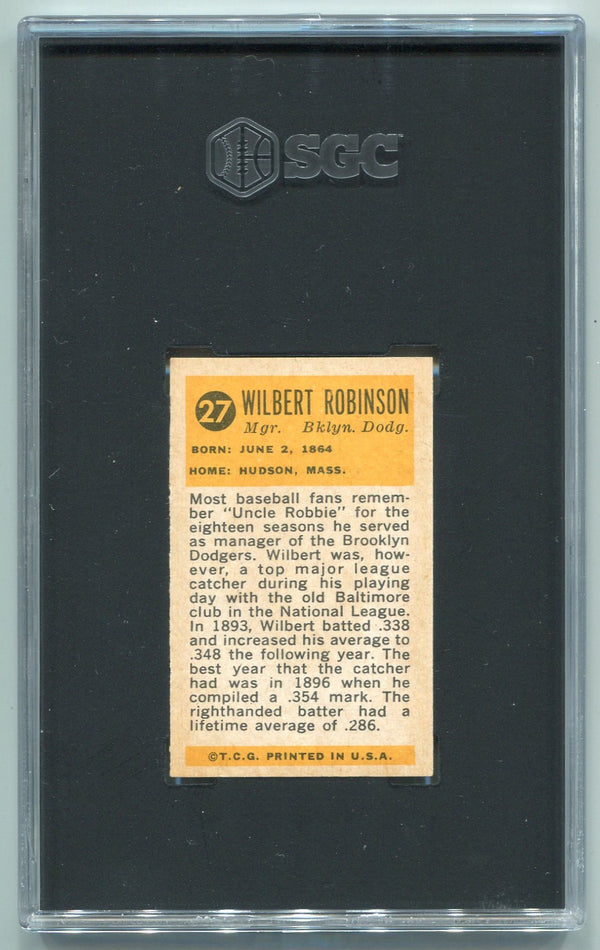 SGC
27 WILBERT ROBINSON
Mgr. Bklyn. Dodg.
BORN: JUNE 2, 1864
HOME: HUDSON, MASS.
Most baseball fans remem-
ber "Uncle Robbie" for the
eighteen seasons he served
as manager of the Brooklyn
Dodgers. Wilbert was, how-
ever, a top major league
catcher during his playing
day with the old Baltimore
club in the National League.
In 1893, Wilbert batted .338
and increased his average to
.348 the following year. The
best year that the catcher
had was in 1896 when he
compiled a .354 mark. The
righthanded batter had a
lifetime average of .286.
©T.C.G. PRINTED IN U.S.A.